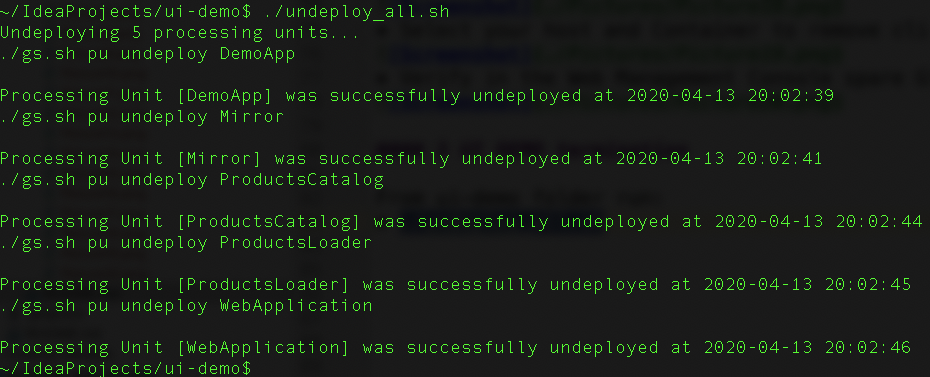 ~/IdeaProjects/ui-demo$ ./undeploy_all.sh
Undeploying 5 processing units...
./gs.sh pu undeploy DemoApp
Processing Unit [DemoApp] was successfully undeployed at 2020-04-13 20:02:39
./gs.sh pu undeploy Mirror
Processing Unit [Mirror] was successfully undeployed at 2020-04-13 20:02:41
./gs.sh pu undeploy ProductsCatalog
Processing Unit [ProductsCatalog] was successfully undeployed at 2020-04-13 20:02:44
./gs.sh pu undeploy ProductsLoader
Processing Unit [ProductsLoader] was successfully undeployed at 2020-04-13 20:02:45
./gs.sh pu undeploy WebApplication
Processing Unit [WebApplication] was successfully undeployed at 2020-04-13 20:02:46
~/IdeaProjects/ui-demo$